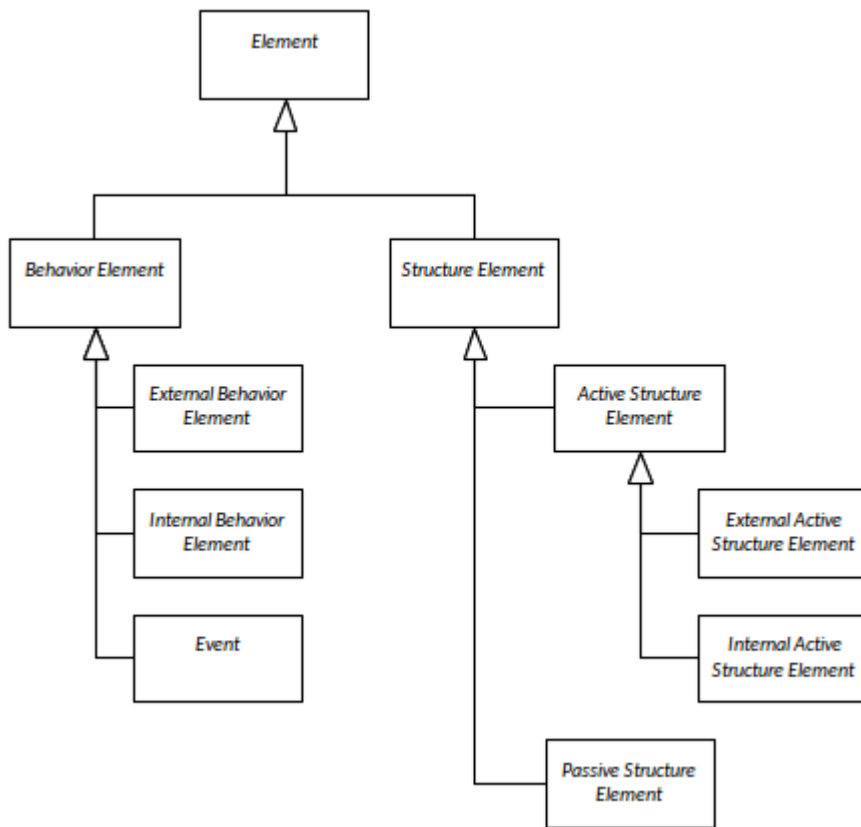 Element
Behavior Element
Structure Element
External Behavior
Element
Active Structure
Element
Internal Behavior
Element
External Active
Structure Element
Event
Internal Active
Structure Element
Passive Structure
Element